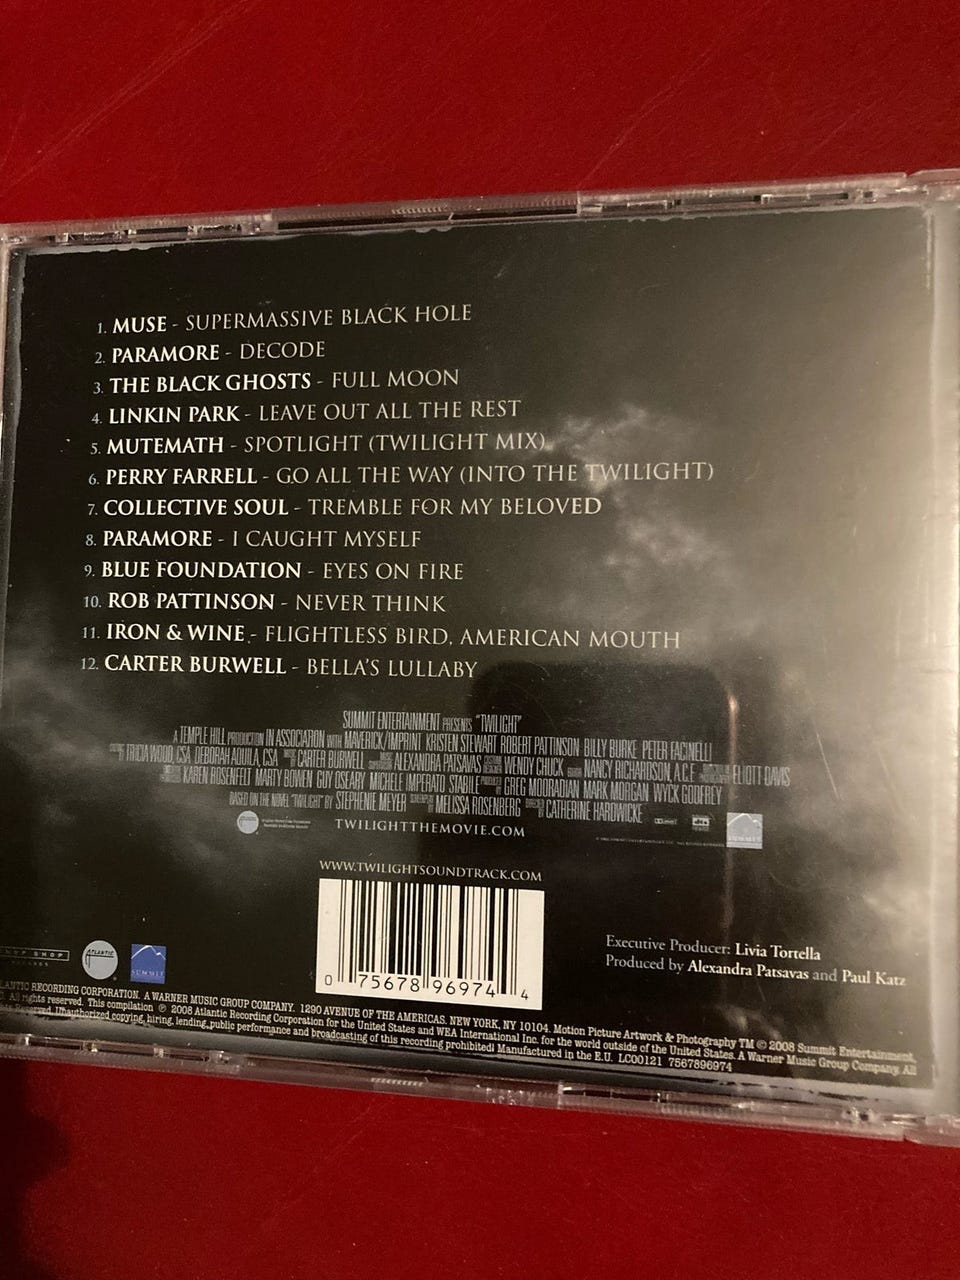 1. MUSE - SUPERMASSIVE BLACK HOLE
2. PARAMORE - DECODE
3. THE BLACK GHOSTS - FULL MOON
4. LINKIN PARK - LEAVE OUT ALL THE REST
5. MUTEMATH - SPOTLIGHT (TWILIGHT MIX)
6. PERRY FARRELL - GO ALL THE WAY (INTO THE TWILIGHT)
7. COLLECTIVE SOUL - TREMBLE FOR MY BELOVED
8. PARAMORE - I CAUGHT MYSELF
9. BLUE FOUNDATION - EYES ON FIRE
10. ROB PATTINSON - NEVER THINK
11. IRON & WINE - FLIGHTLESS BIRD, AMERICAN MOUTH
12. CARTER BURWELL - BELLA'S LULLABY
SUMMIT ENTERTAINMENT PRESENTS "TWILIGHT"
A TEMPLE HILL PRODUCTION IN ASSOCIATION WITH MAVERICK/IMPRINT KRISTEN STEWART ROBERT PATTINSON BILLY BURKE PETER FACINELLI
TRICIA WOOD, CSA DEBORAH AQUILA, CSA CARTER BURWELL ALEXANDRA PATSAVAS WENDY CHUCK NANCY RICHARDSON, A.C.E. ELLIOT DAVIS
KAREN ROSENFELT MARTY BOWEN GUY OSEARY MICHELE IMPERATO STABILE GREG MOORADIAN MARK MORGAN WYCK GODFREY
BASED ON THE NOVEL "TWILIGHT" BY STEPHENIE MEYER MELISSA ROSENBERG CATHERINE HARDWICKE
TWILIGHTTHEMOVIE.COM
SUMMIT
WWW.TWILIGHTSOUNDTRACK.COM
0 75678 96974 4
Executive Producer: Livia Tortella
Produced by Alexandra Patsavas and Paul Katz
ATLANTIC
SUMMIT
LANTIC RECORDING CORPORATION. A WARNER MUSIC GROUP COMPANY. 1290 AVENUE OF THE AMERICAS, NEW YORK, NY 10104. Motion Picture Artwork & Photography TM © 2008 Summit Entertainment,
All rights reserved. This compilation ℗ 2008 Atlantic Recording Corporation for the United States and WEA International Inc. for the world outside of the United States. A Warner Music Group Company. All
Unauthorized copying, hiring, lending, public performance and broadcasting of this recording prohibited. Manufactured in the E.U. LC00121 7567896974